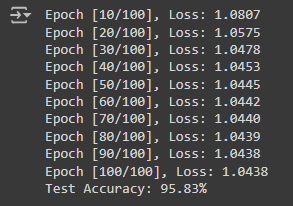 Epoch [10/100], Loss: 1.0807
Epoch [20/100], Loss: 1.0575
Epoch [30/100], Loss: 1.0478
Epoch [40/100], Loss: 1.0453
Epoch [50/100], Loss: 1.0445
Epoch [60/100], Loss: 1.0442
Epoch [70/100], Loss: 1.0440
Epoch [80/100], Loss: 1.0439
Epoch [90/100], Loss: 1.0438
Epoch [100/100], Loss: 1.0438
Test Accuracy: 95.83%